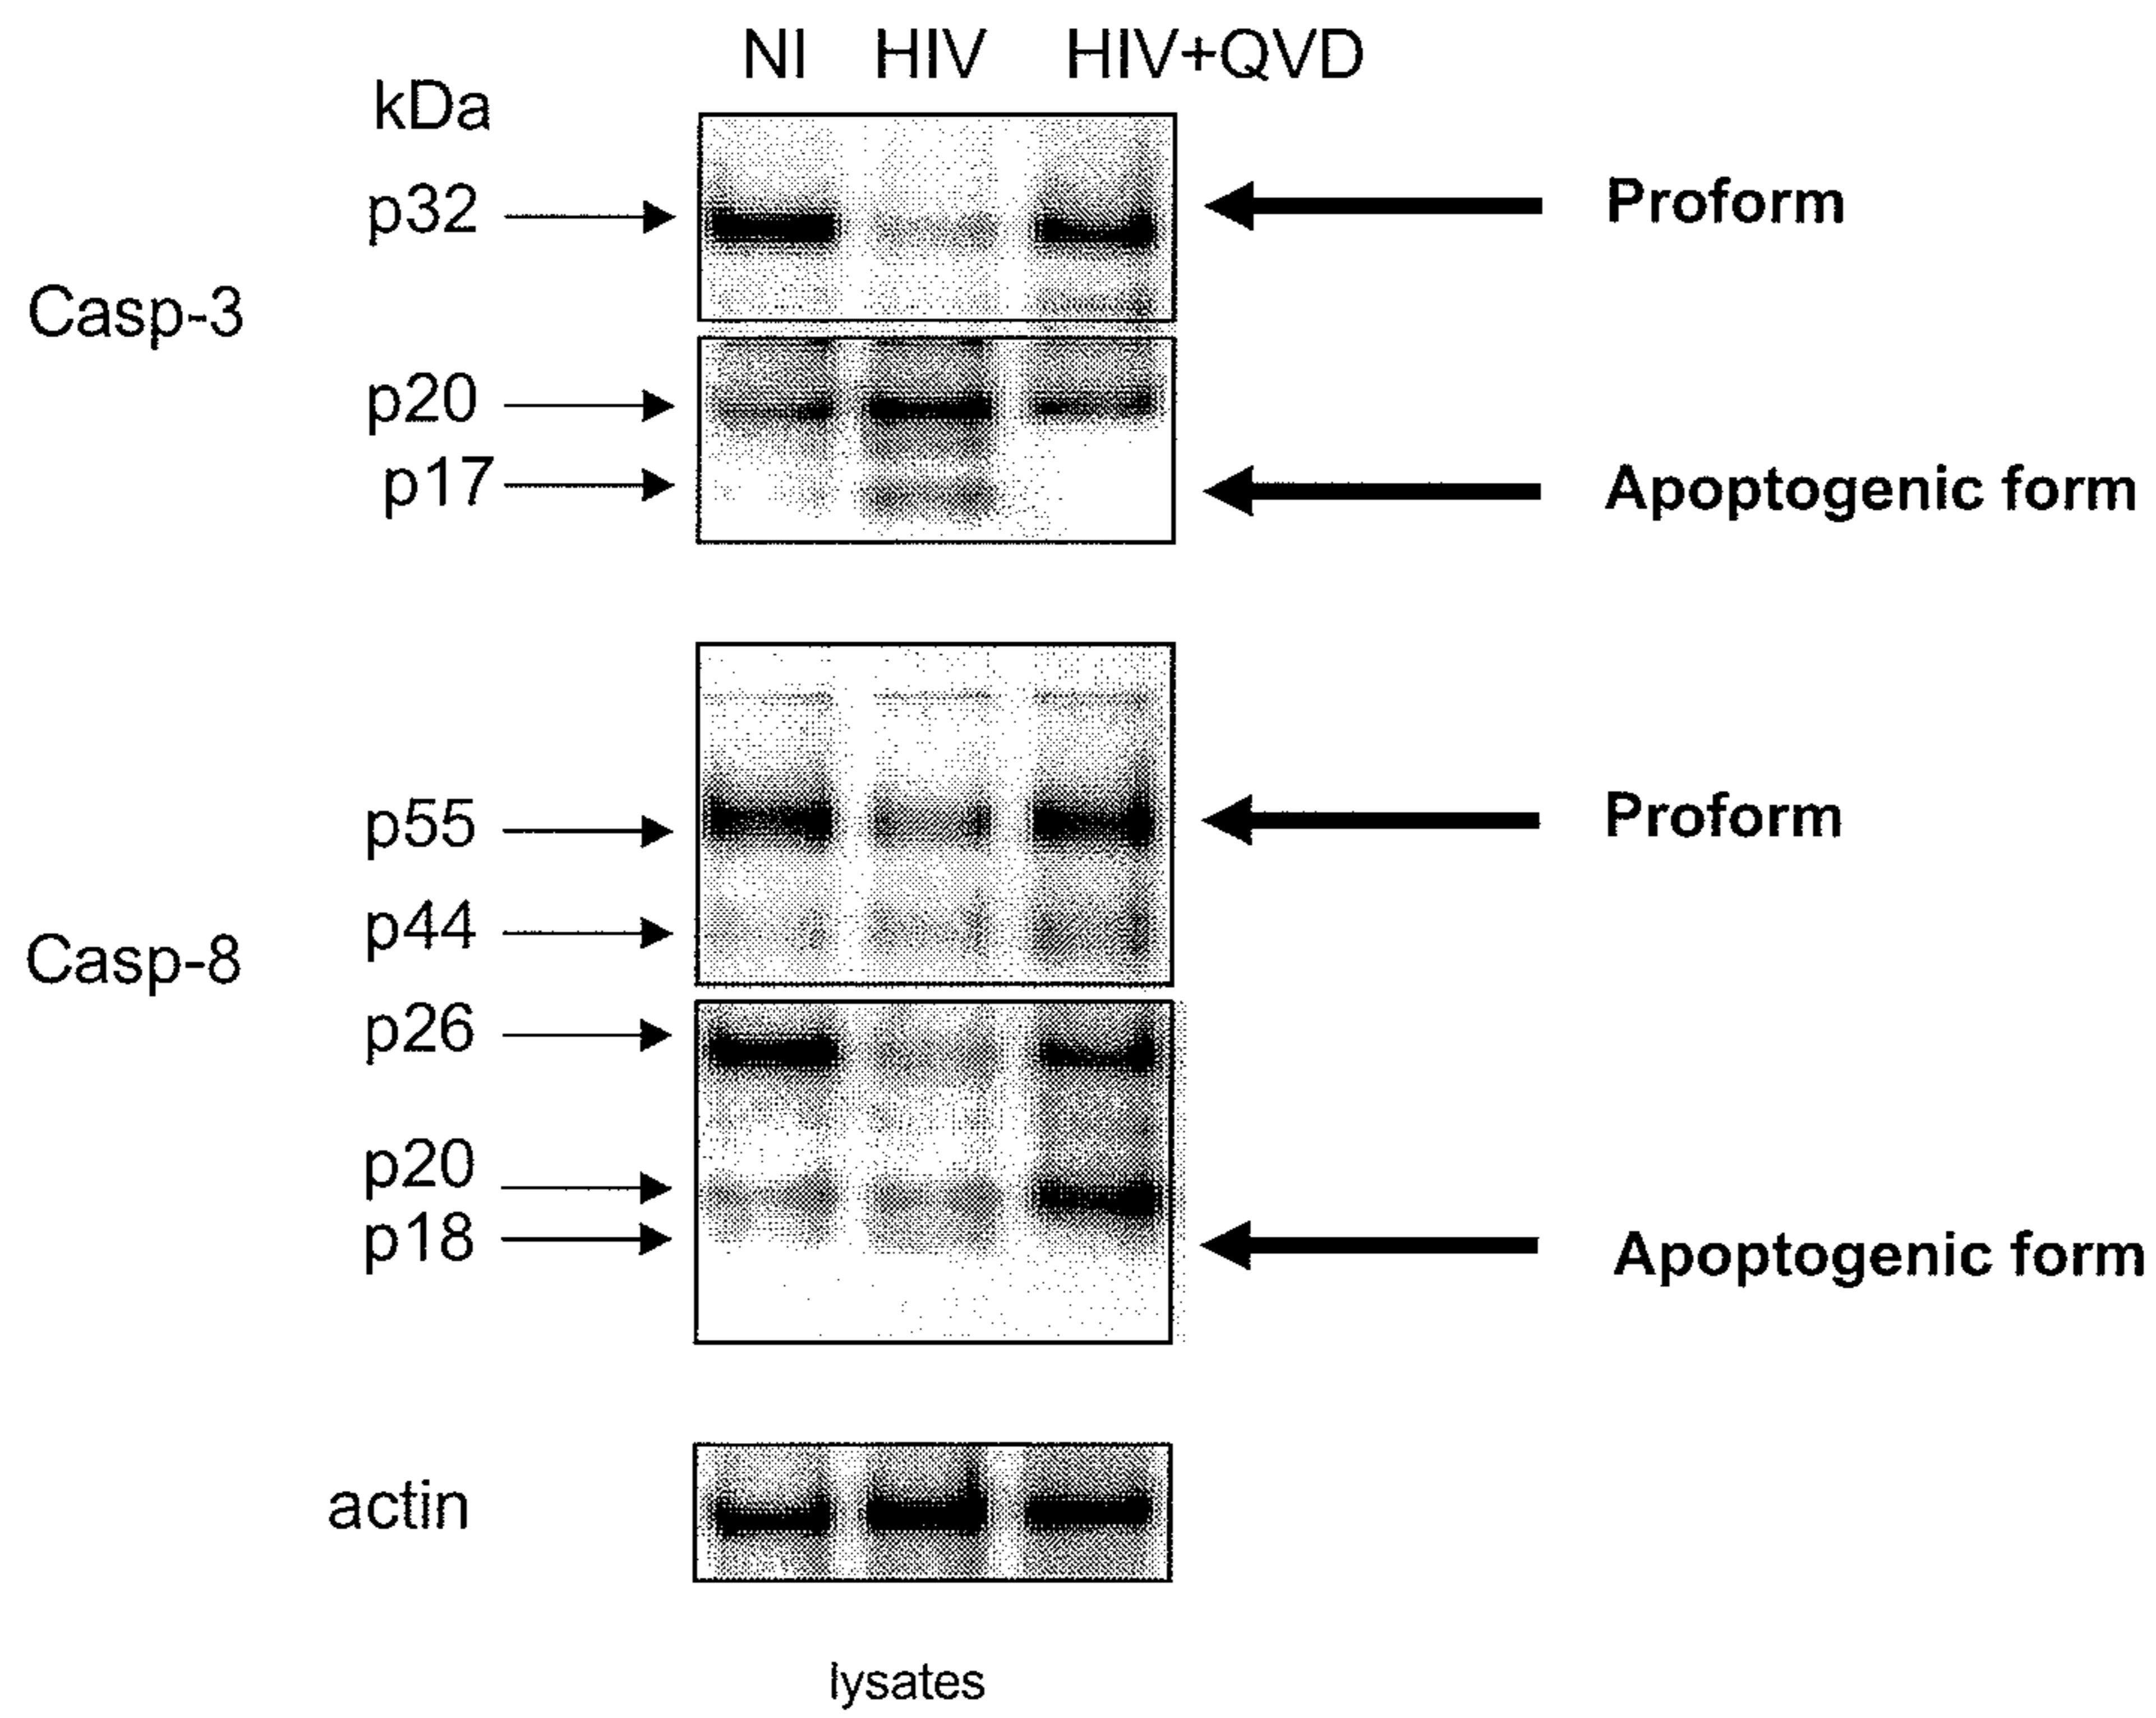 NI HIV HIV+QVD
kDa
p32 Proform
Casp-3
p20
p17 Apoptogenic form
p55 Proform
p44
Casp-8
p26
p20
p18 Apoptogenic form
actin
lysates